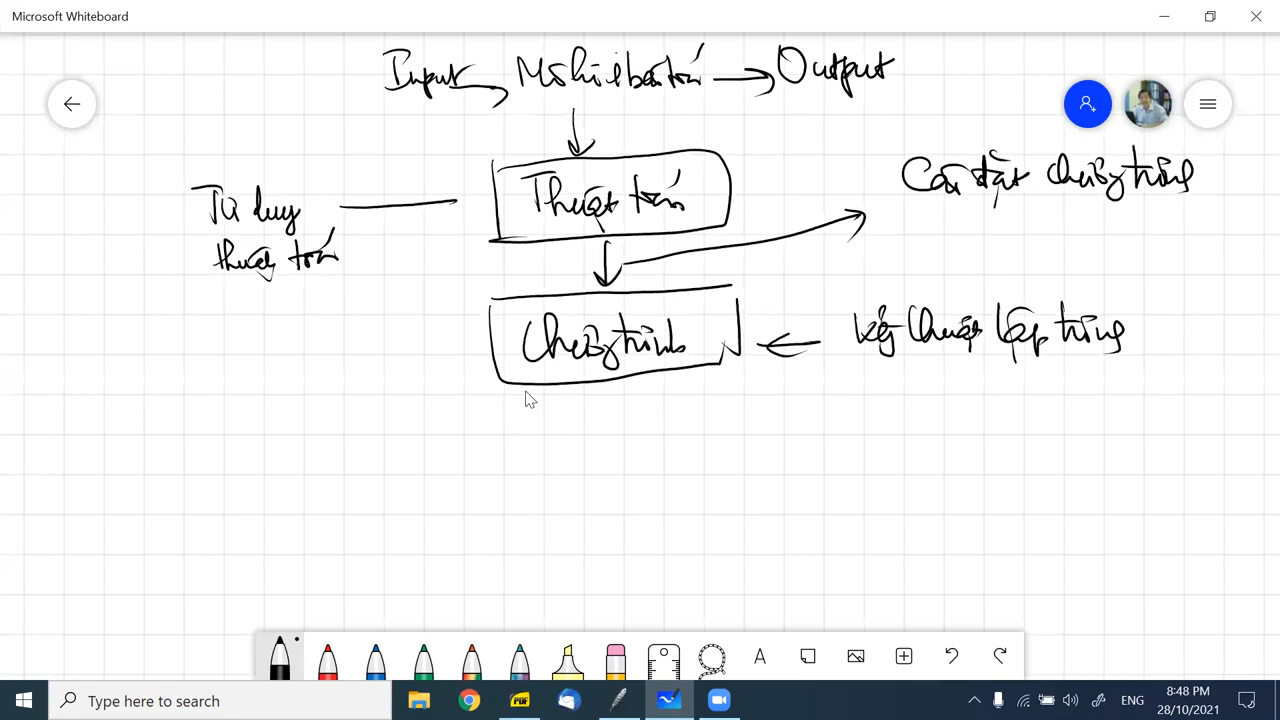 Microsoft Whiteboard
Input → Mô hình bài toán → Output
Thuật toán
Tư duy
thuật toán
Cài đặt chương trình
Chương trình
kỹ thuật lập trình
Type here to search
ENG
8:48 PM
28/10/2021